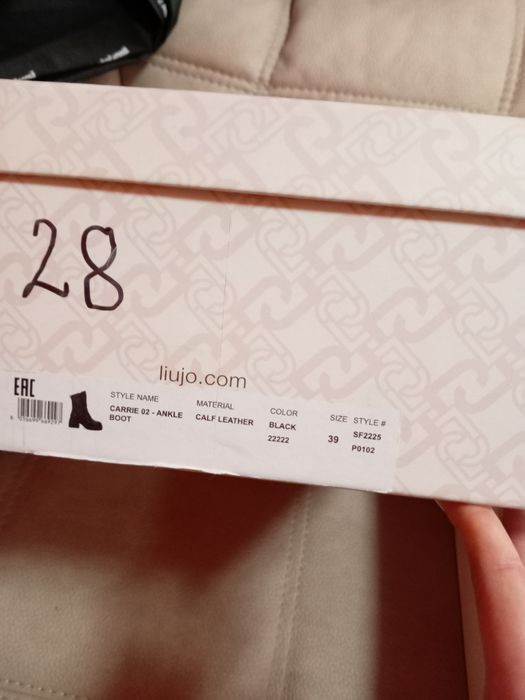 28
liujo.com
EAC
STYLE NAME MATERIAL COLOR SIZE STYLE #
CARRIE 02 - ANKLE BOOT CALF LEATHER BLACK 39 SF2225
22222 P0102